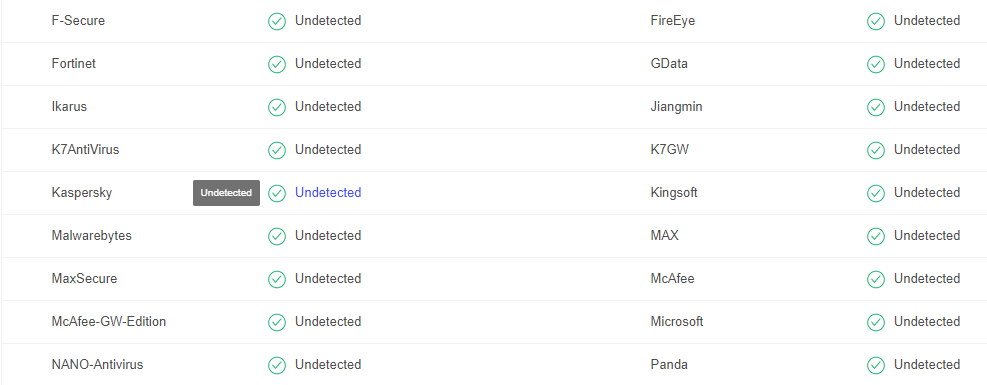 F-Secure Undetected FireEye Undetected
Fortinet Undetected GData Undetected
Ikarus Undetected Jiangmin Undetected
K7AntiVirus Undetected K7GW Undetected
Kaspersky Undetected Undetected Kingsoft Undetected
Malwarebytes Undetected MAX Undetected
MaxSecure Undetected McAfee Undetected
McAfee-GW-Edition Undetected Microsoft Undetected
NANO-Antivirus Undetected Panda Undetected